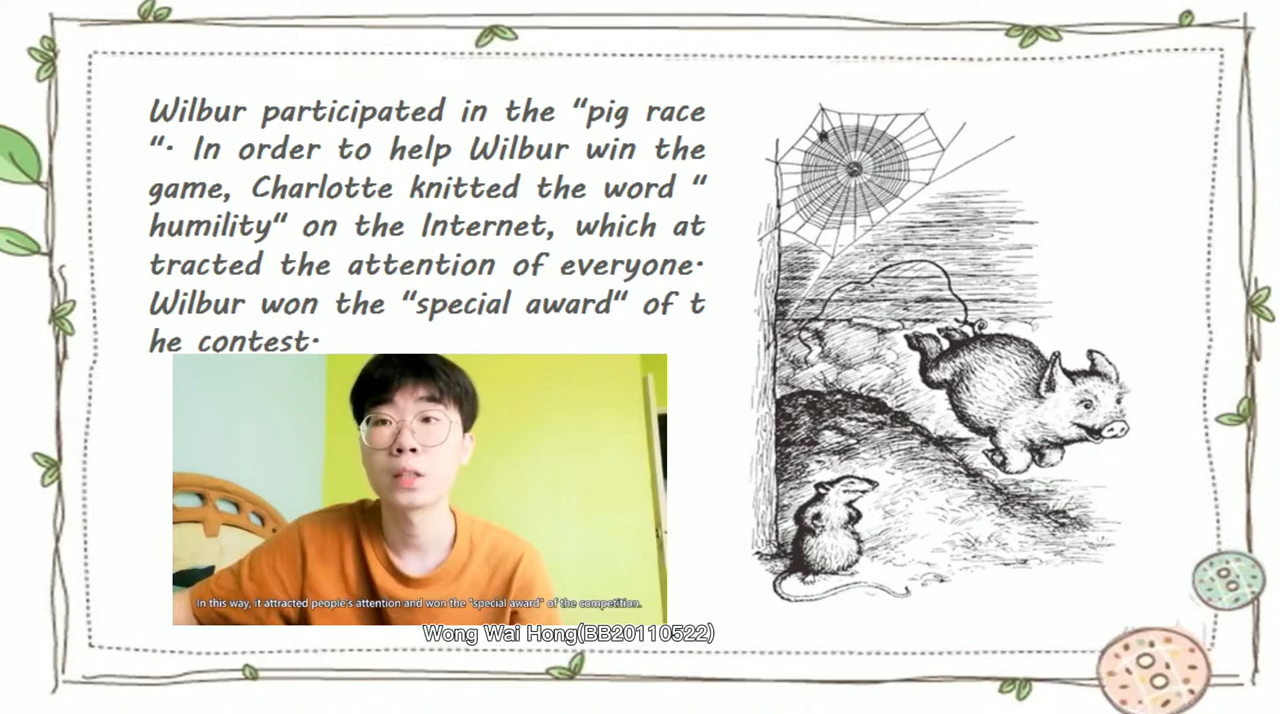 Wilbur participated in the “pig race
“. In order to help Wilbur win the
game, Charlotte knitted the word “
humility“ on the Internet, which at
tracted the attention of everyone.
Wilbur won the “special award“ of t
he contest.
In this way, it attracted people's attention and won the "special award" of the competition.
Wong Wai Hong(BB20110522)